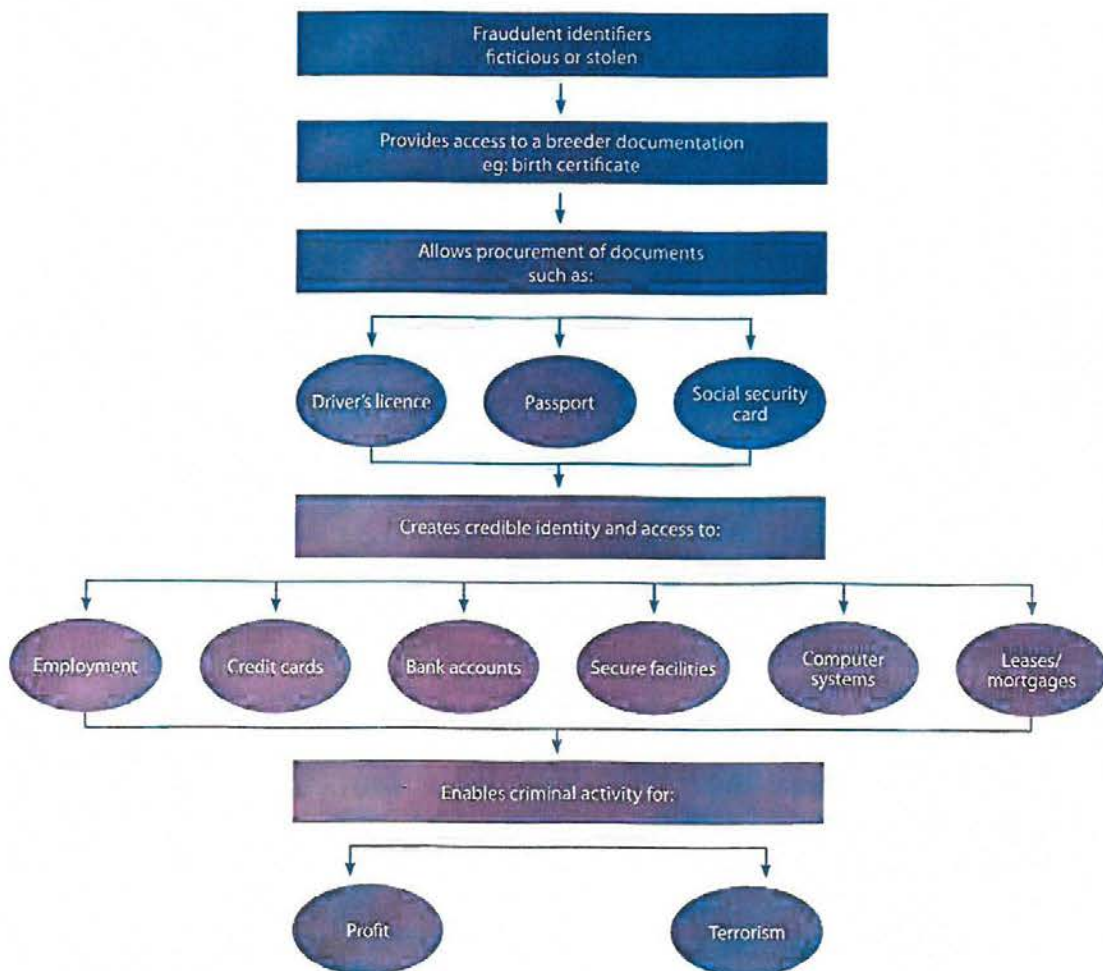 Fraudulent identifiers
ficticious or stolen
Provides access to a breeder documentation
eg: birth certificate
Allows procurement of documents
such as:
Driver's licence
Passport
Social security
card
Creates credible identity and access to:
Employment
Credit cards
Bank accounts
Secure facilities
Computer
systems
Leases/
mortgages
Enables criminal activity for:
Profit
Terrorism